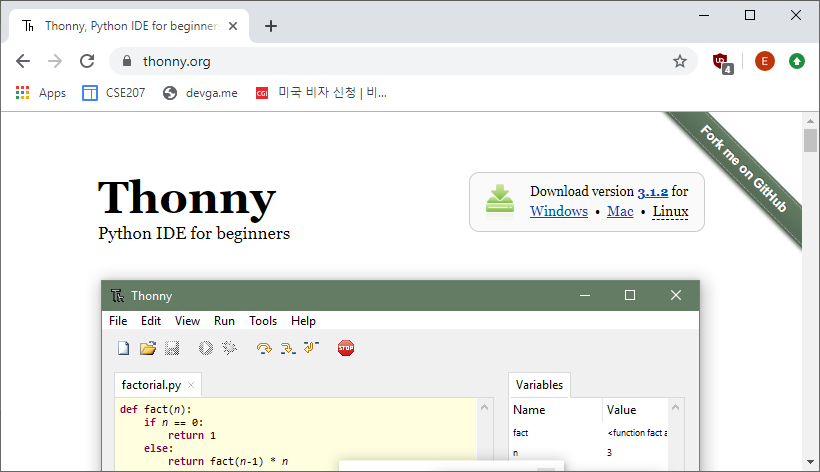 Thonny, Python IDE for beginners
thonny.org
4
E
Apps
CSE207
devga.me
CGI
미국 비자 신청 | 비...
Fork me on GitHub
Thonny
Python IDE for beginners
Download version 3.1.2 for
Windows • Mac • Linux
Th Thonny
File Edit View Run Tools Help
STOP
factorial.py
Variables
def fact(n):
if n == 0:
return 1
else:
return fact(n-1) * n
Name Value
fact <function fact a
n 3